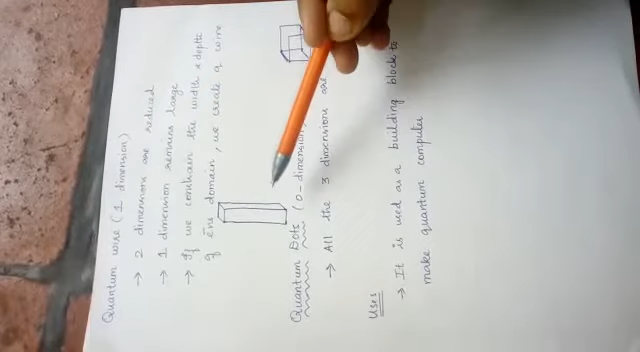 Quantum wire (1 dimension)
→ 2 dimensions are reduced
→ 1 dimension remains large
→ If we constrain the width & depth
of domain, we create a wire
Quantum Dots (0-dimension)
→ All the 3 dimensions are
Uses
→ It is used as a building block to
make quantum computer